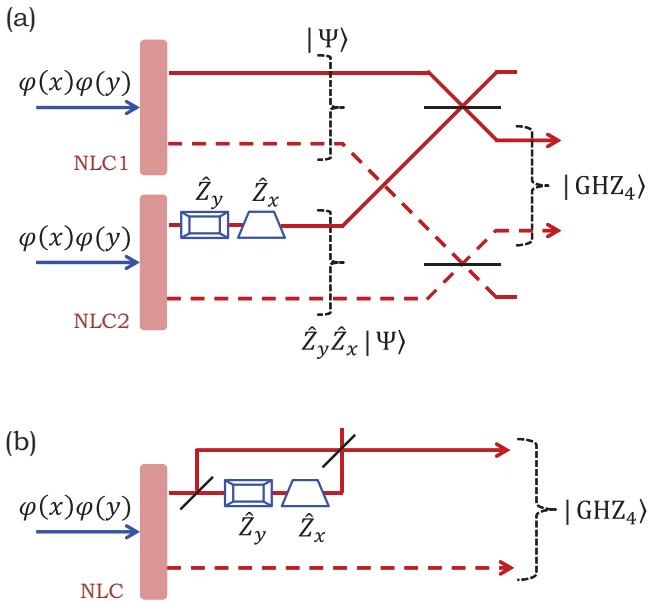 (a)
|Ψ⟩
φ(x)φ(y)
NLC1
Ẑ_y Ẑ_x
|GHZ₄⟩
φ(x)φ(y)
NLC2
Ẑ_yẐ_x|Ψ⟩
(b)
φ(x)φ(y)
Ẑ_y Ẑ_x
|GHZ₄⟩
NLC